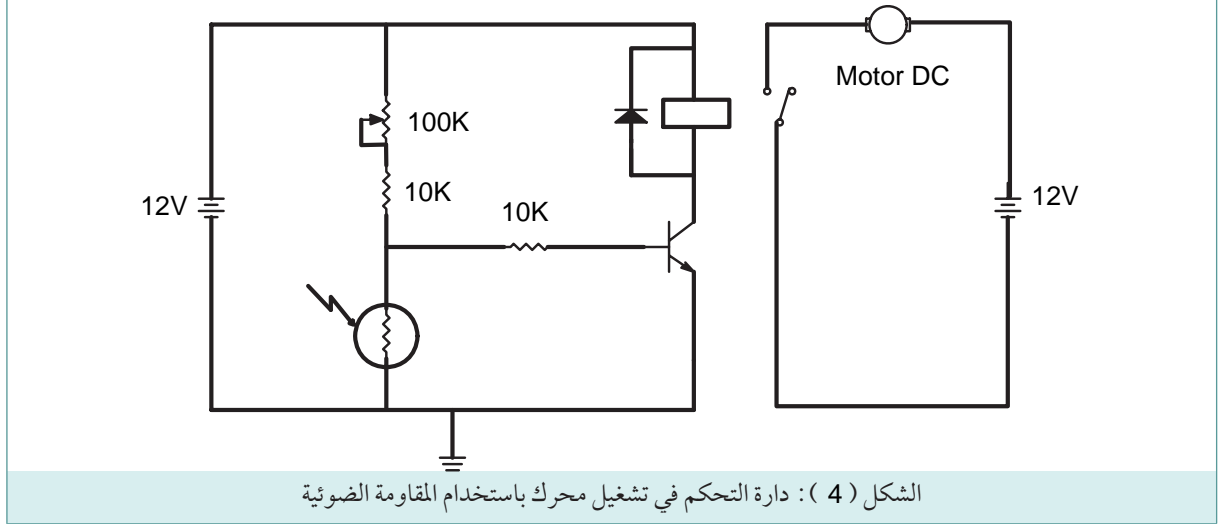 Motor DC
100K
10K
10K
12V
12V
الشكل ( 4 ) : دارة التحكم في تشغيل محرك باستخدام المقاومة الضوئية